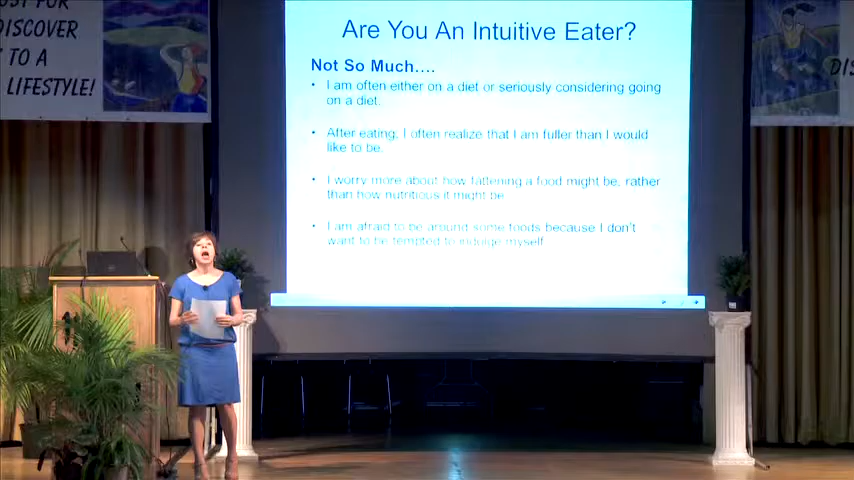 JUST FOR
DISCOVER
TO A
LIFESTYLE!
Are You An Intuitive Eater?
Not So Much....
• I am often either on a diet or seriously considering going
on a diet.
• After eating, I often realize that I am fuller than I would
like to be.
• I worry more about how fattening a food might be, rather
than how nutritious it might be
• I am afraid to be around some foods because I don't
want to be tempted to indulge myself
DIS